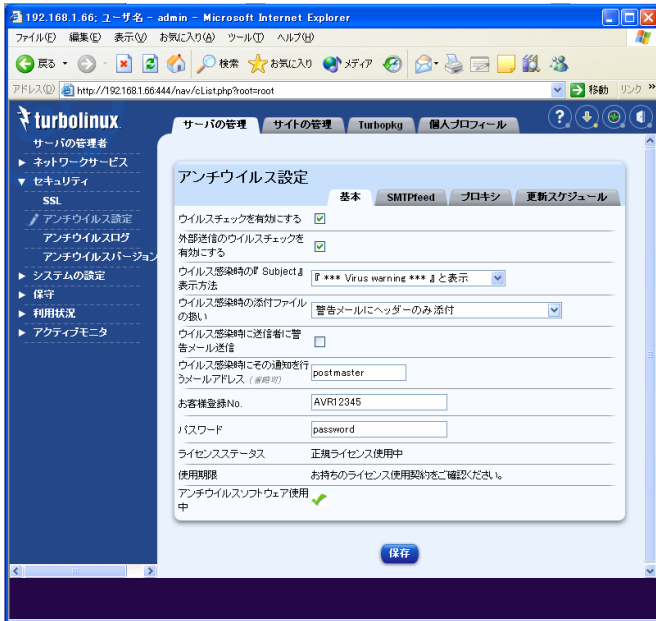 192.168.1.66; ユーザ名 - admin - Microsoft Internet Explorer
ファイル(F) 編集(E) 表示(V) お気に入り(A) ツール(T) ヘルプ(H)
戻る 検索 お気に入り メディア
アドレス(D) http://192.168.1.66:444/nav/cList.php?root=root 移動 リンク »
turbolinux
サーバの管理 サイトの管理 Turbopkg 個人プロフィール
サーバの管理者
ネットワークサービス
セキュリティ
SSL
アンチウイルス設定
アンチウイルスログ
アンチウイルスバージョン
システムの設定
保守
利用状況
アクティブモニタ
アンチウイルス設定
基本 SMTPfeed プロキシ 更新スケジュール
ウイルスチェックを有効にする
外部送信のウイルスチェックを
有効にする
ウイルス感染時の『 Subject』
表示方法
『 *** Virus warning *** 』と表示
ウイルス感染時の添付ファイル
の扱い
警告メールにヘッダーのみ添付
ウイルス感染時に送信者に警
告メール送信
ウイルス感染時にその通知を行
うメールアドレス (省略可)
postmaster
お客様登録No. AVR12345
パスワード password
ライセンスステータス 正規ライセンス使用中
使用期限 お持ちのライセンス使用契約をご確認ください。
アンチウイルスソフトウェア使用
中
保存